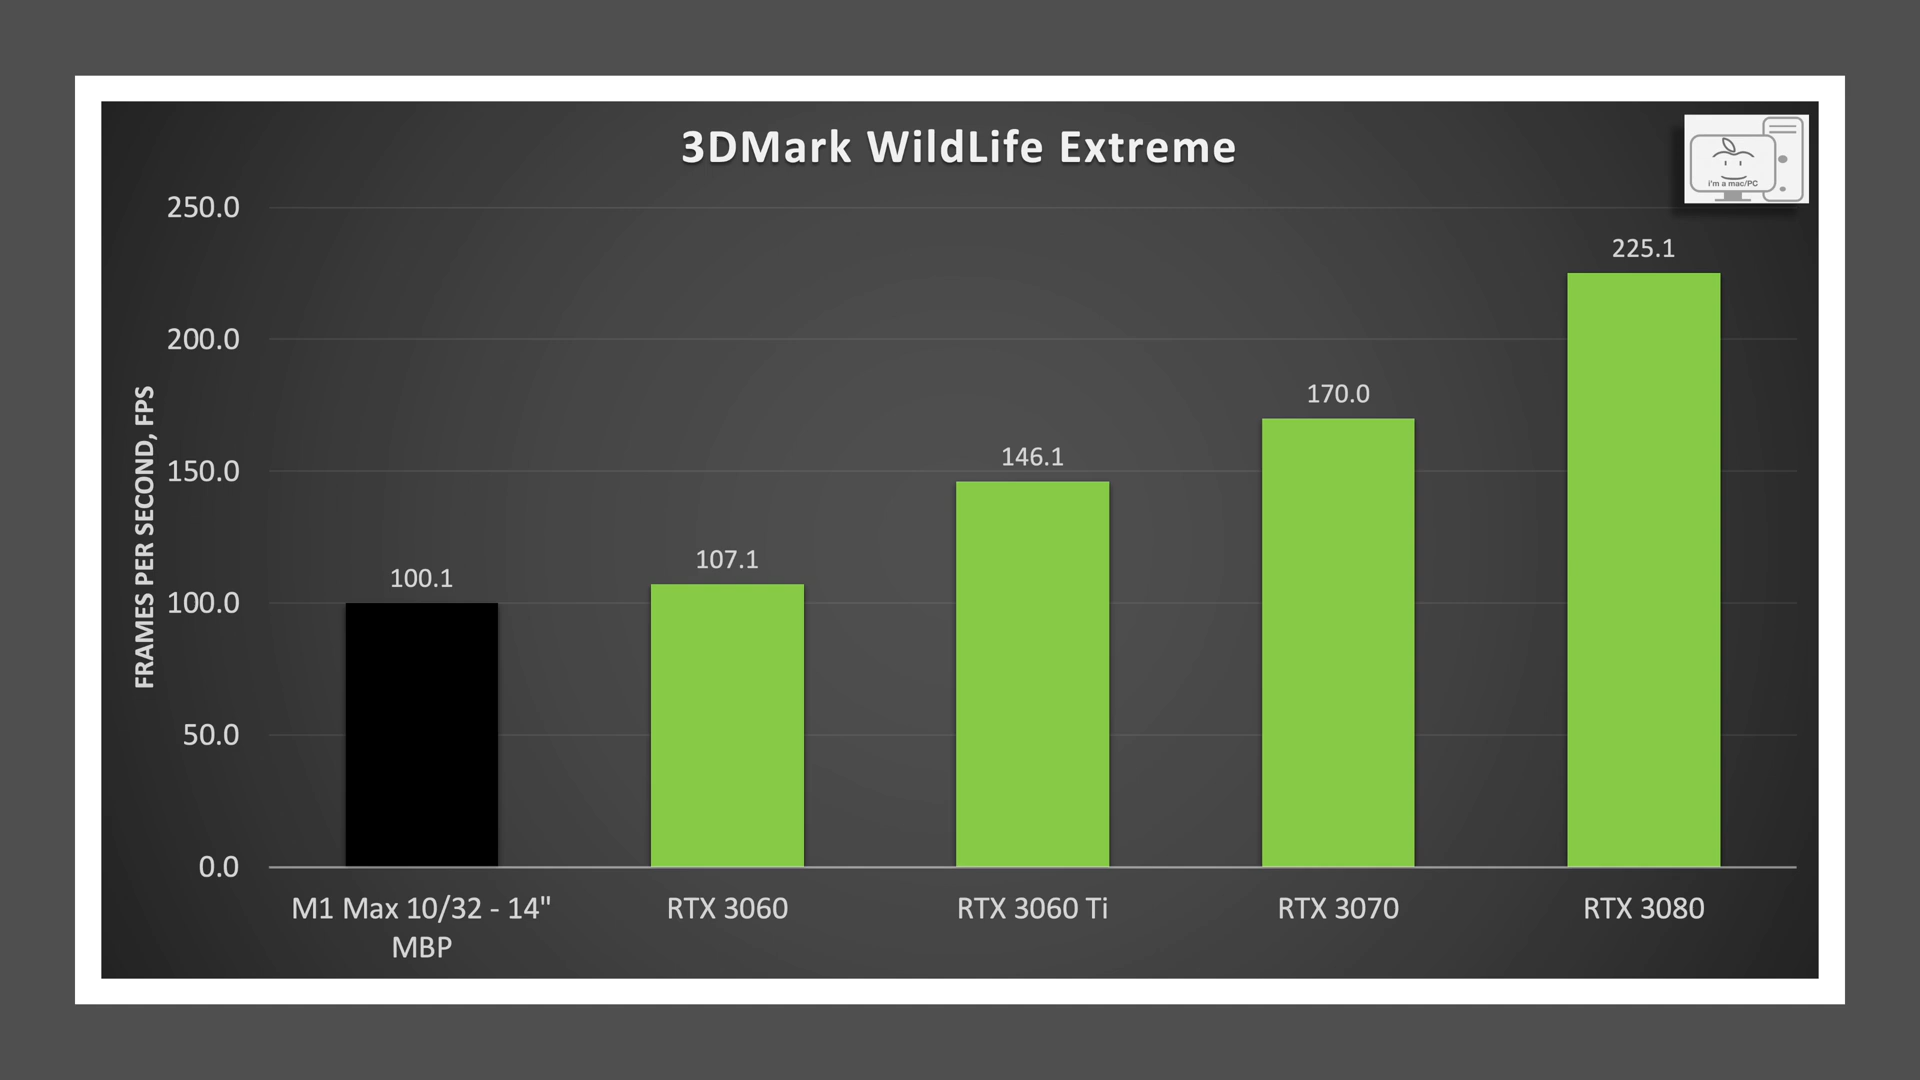 3DMark WildLife Extreme
i'm a mac/PC
FRAMES PER SECOND, FPS
250.0
200.0
150.0
100.0
50.0
0.0
100.1
107.1
146.1
170.0
225.1
M1 Max 10/32 - 14"
MBP
RTX 3060
RTX 3060 Ti
RTX 3070
RTX 3080